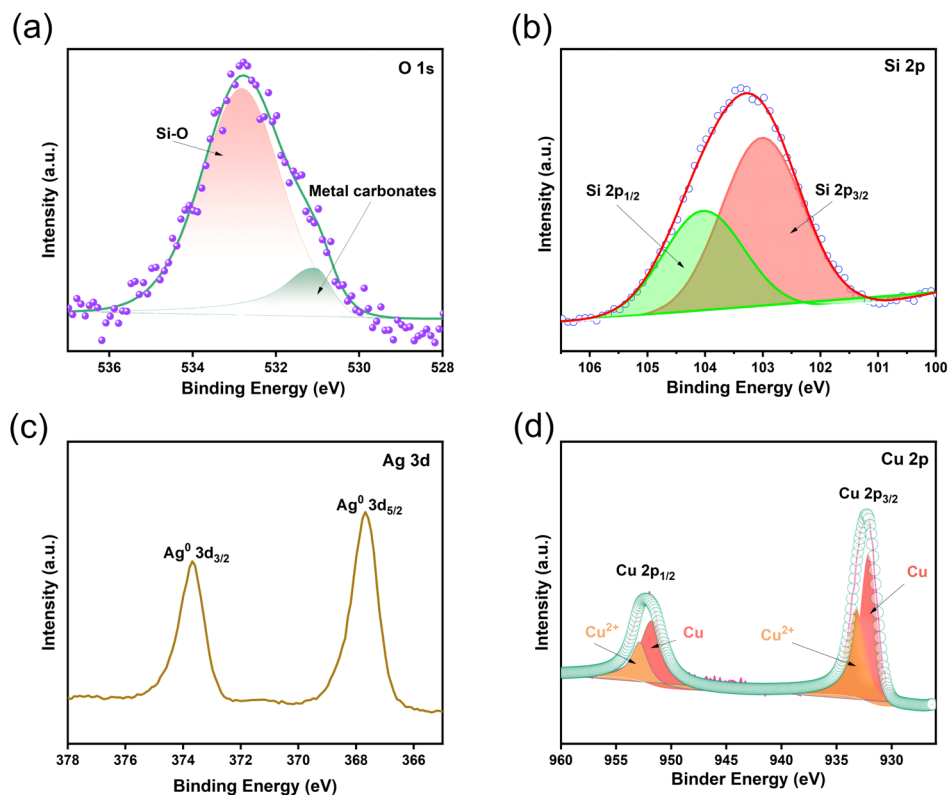 (a)
O 1s
Si-O
Metal carbonates
Intensity (a.u.)
536 534 532 530 528
Binding Energy (eV)
(b)
Si 2p
Si 2p1/2
Si 2p3/2
Intensity (a.u.)
106 105 104 103 102 101 100
Binding Energy (eV)
(c)
Ag 3d
Ag0 3d5/2
Ag0 3d3/2
Intensity (a.u.)
378 376 374 372 370 368 366
Binding Energy (eV)
(d)
Cu 2p
Cu 2p3/2
Cu 2p1/2
Cu
Cu2+ Cu Cu2+
Intensity (a.u.)
960 955 950 945 940 935 930
Binder Energy (eV)